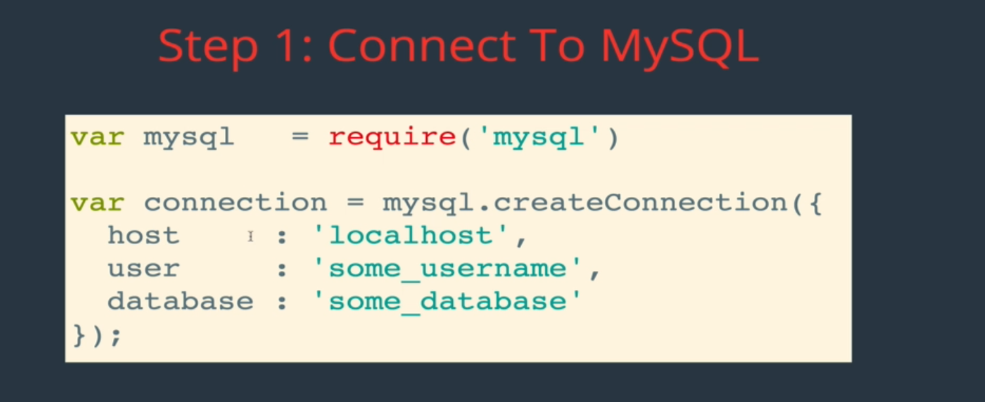 Step 1: Connect To MySQL
var mysql   = require('mysql')
var connection = mysql.createConnection({
  host     : 'localhost',
  user     : 'some_username',
  database : 'some_database'
});